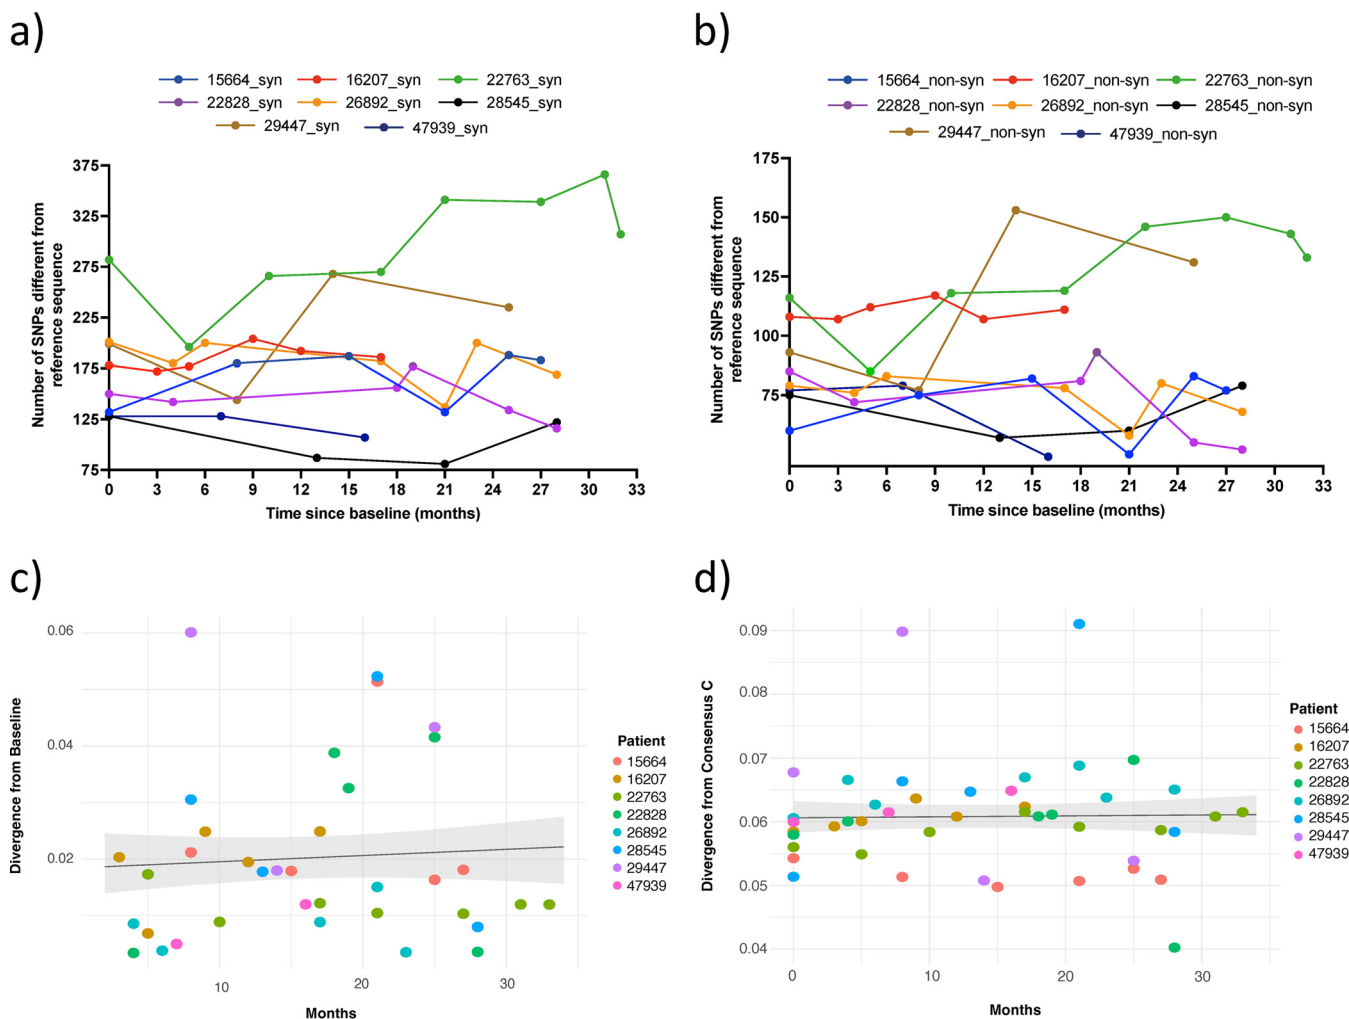 a)
15664_syn 16207_syn 22763_syn
22828_syn 26892_syn 28545_syn
29447_syn 47939_syn
Number of SNPs different from
reference sequence
375
325
275
225
175
125
75
0 3 6 9 12 15 18 21 24 27 30 33
Time since baseline (months)
b)
15664_non-syn 16207_non-syn 22763_non-syn
22828_non-syn 26892_non-syn 28545_non-syn
29447_non-syn 47939_non-syn
Number of SNPs different from
reference sequence
175
150
125
100
75
0 3 6 9 12 15 18 21 24 27 30 33
Time since baseline (months)
c)
Divergence from Baseline
0.06
0.04
0.02
10 20 30
Months
Patient
15664
16207
22763
22828
26892
28545
29447
47939
d)
Divergence from Consensus C
0.09
0.08
0.07
0.06
0.05
0.04
0 10 20 30
Months
Patient
15664
16207
22763
22828
26892
28545
29447
47939